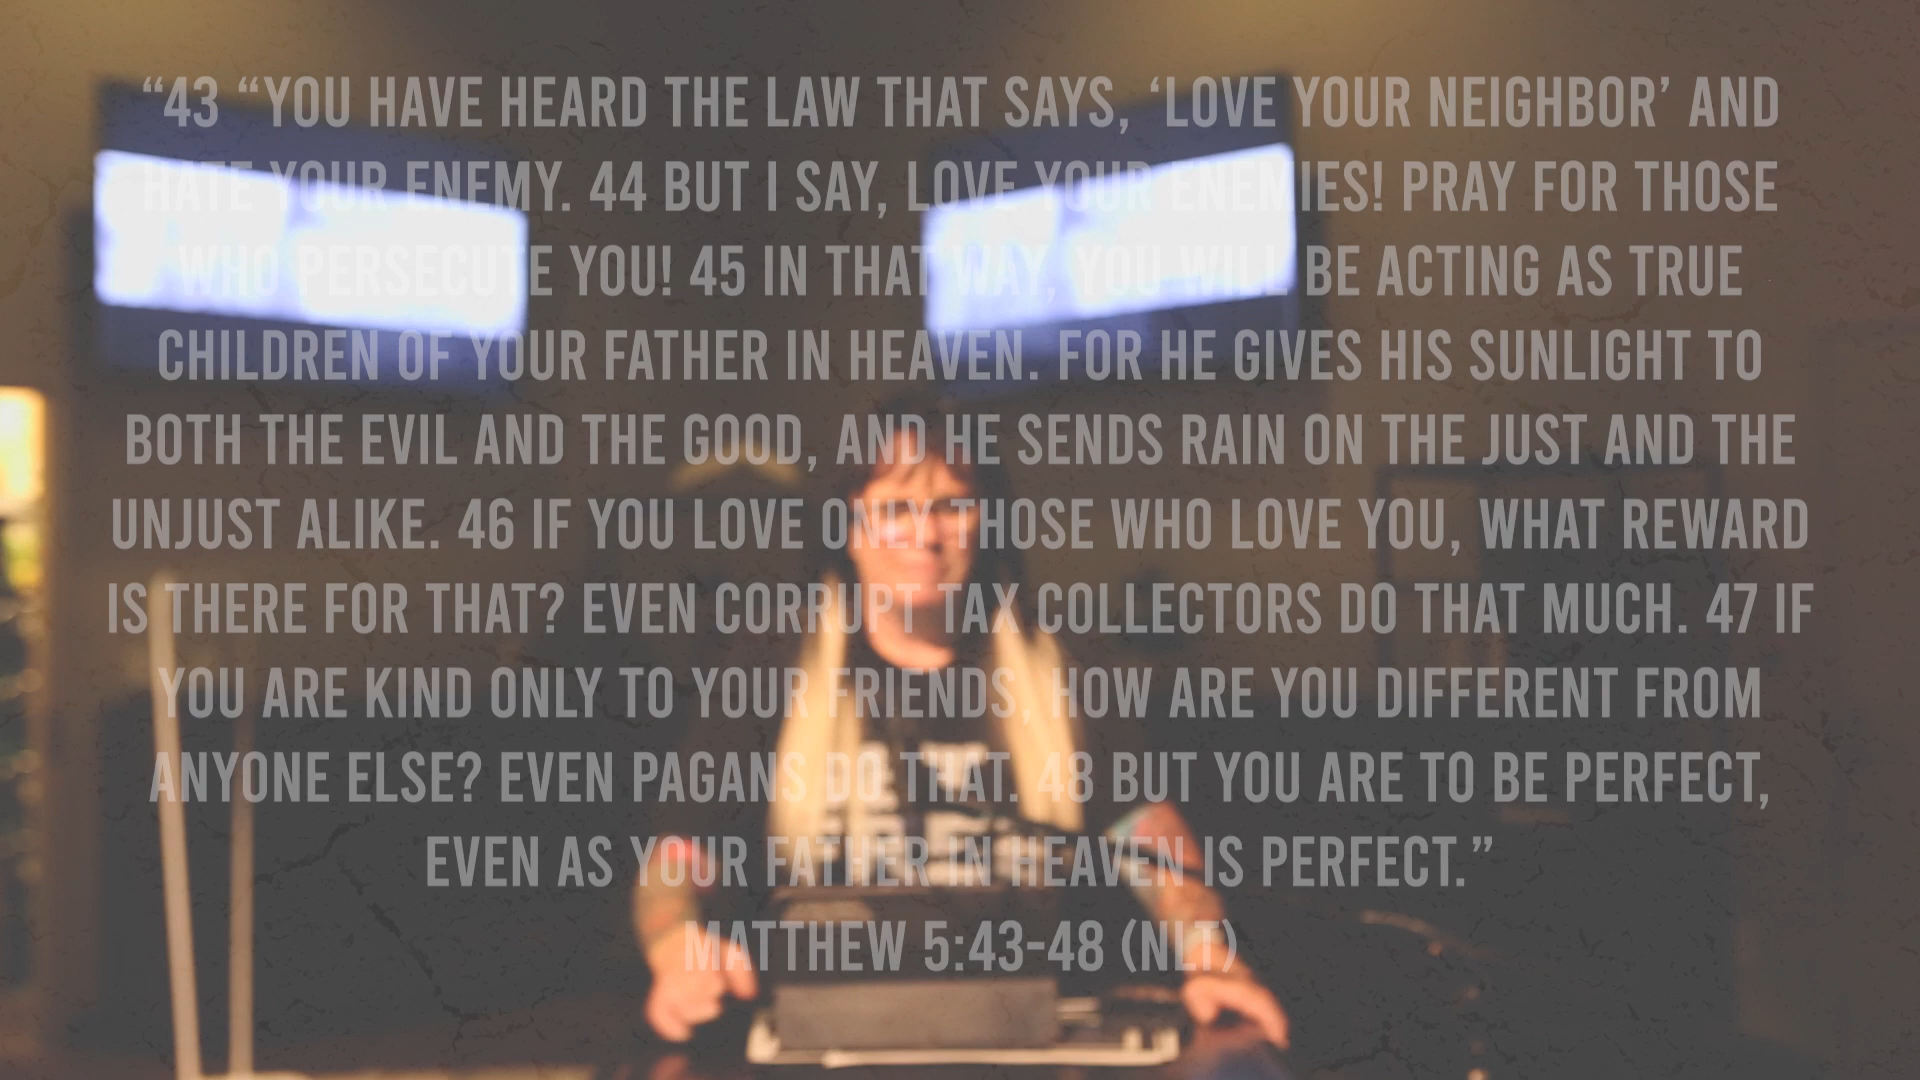 “43 “YOU HAVE HEARD THE LAW THAT SAYS, ‘LOVE YOUR NEIGHBOR’ AND
HATE YOUR ENEMY. 44 BUT I SAY, LOVE YOUR ENEMIES! PRAY FOR THOSE
WHO PERSECUTE YOU! 45 IN THAT WAY, YOU WILL BE ACTING AS TRUE
CHILDREN OF YOUR FATHER IN HEAVEN. FOR HE GIVES HIS SUNLIGHT TO
BOTH THE EVIL AND THE GOOD, AND HE SENDS RAIN ON THE JUST AND THE
UNJUST ALIKE. 46 IF YOU LOVE ONLY THOSE WHO LOVE YOU, WHAT REWARD
IS THERE FOR THAT? EVEN CORRUPT TAX COLLECTORS DO THAT MUCH. 47 IF
YOU ARE KIND ONLY TO YOUR FRIENDS, HOW ARE YOU DIFFERENT FROM
ANYONE ELSE? EVEN PAGANS DO THAT. 48 BUT YOU ARE TO BE PERFECT,
EVEN AS YOUR FATHER IN HEAVEN IS PERFECT.”
MATTHEW 5:43-48 (NLT)